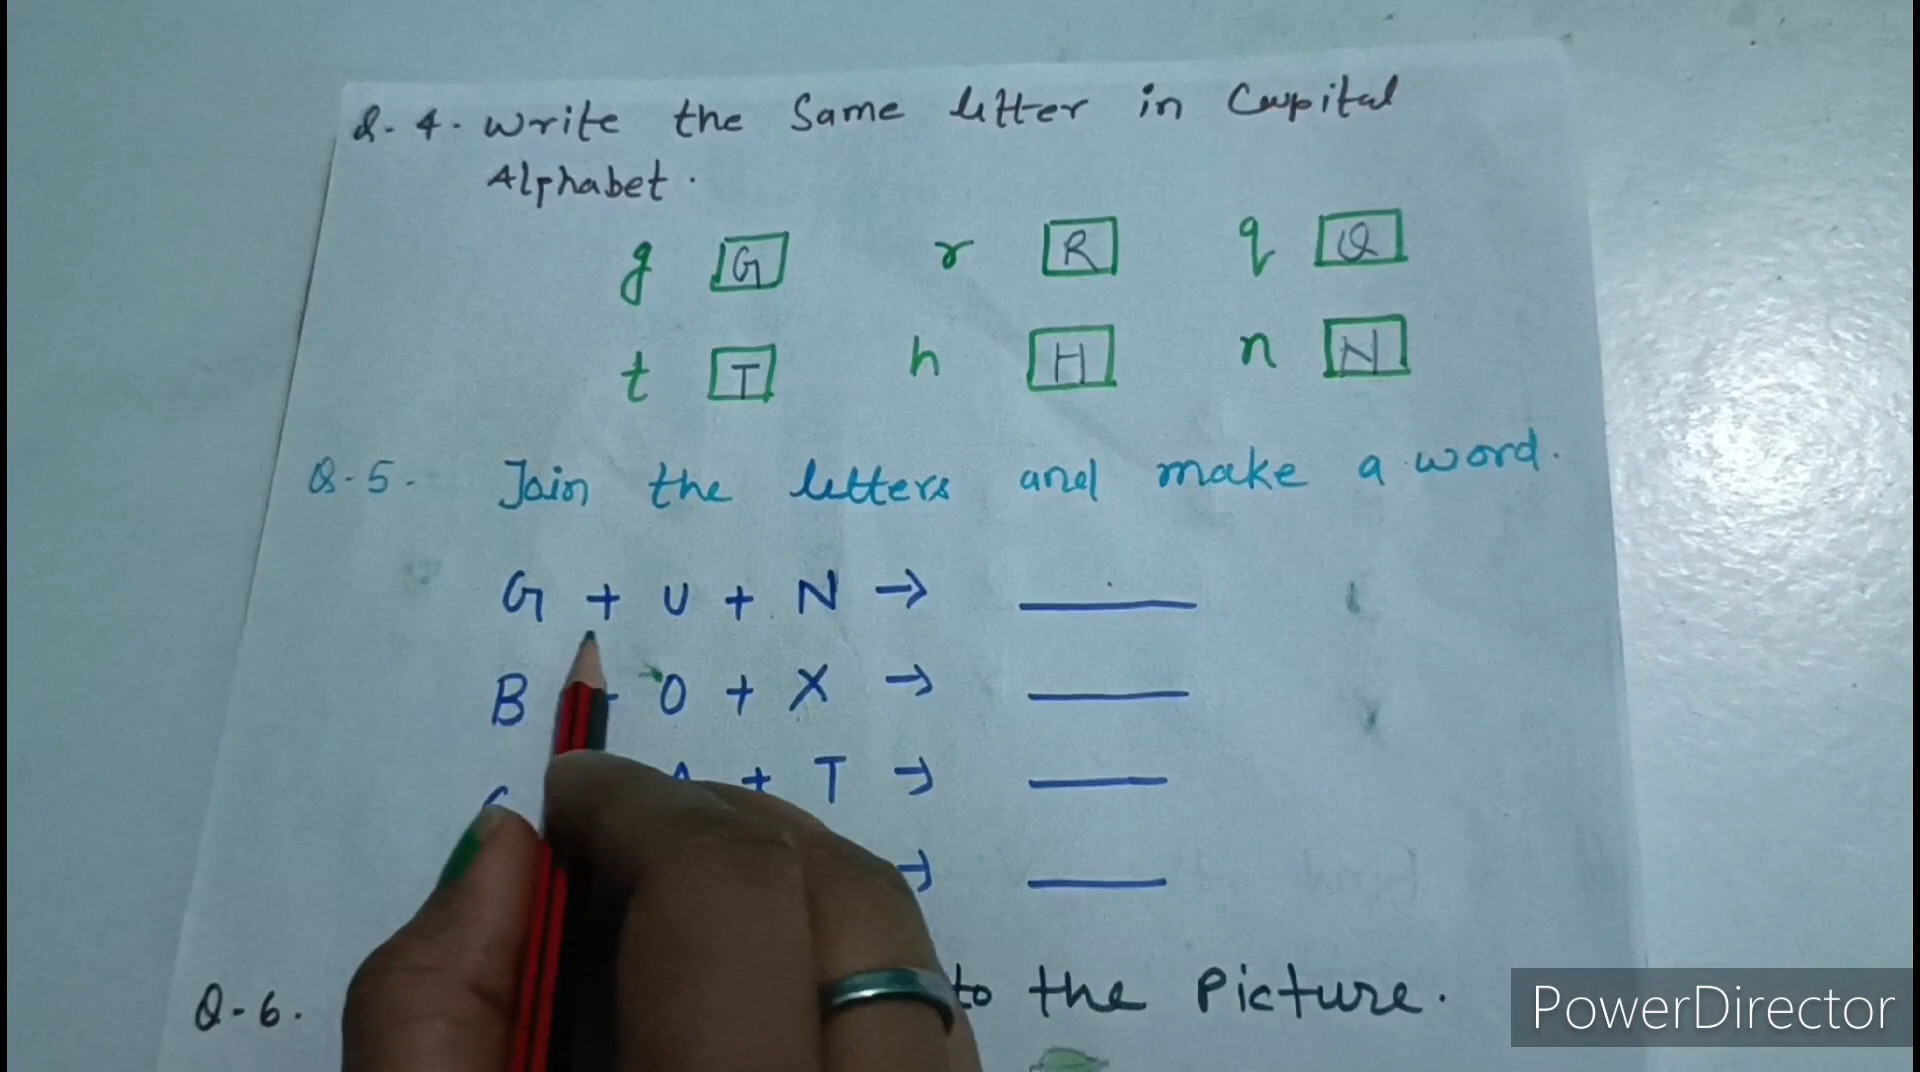 Q-4. Write the Same letter in Capital
Alphabet.
g G r R q Q
t T h H n N
Q-5. Join the letters and make a word.
G + U + N →
B + O + X →
A + T →
→
Q-6. to the Picture.
PowerDirector